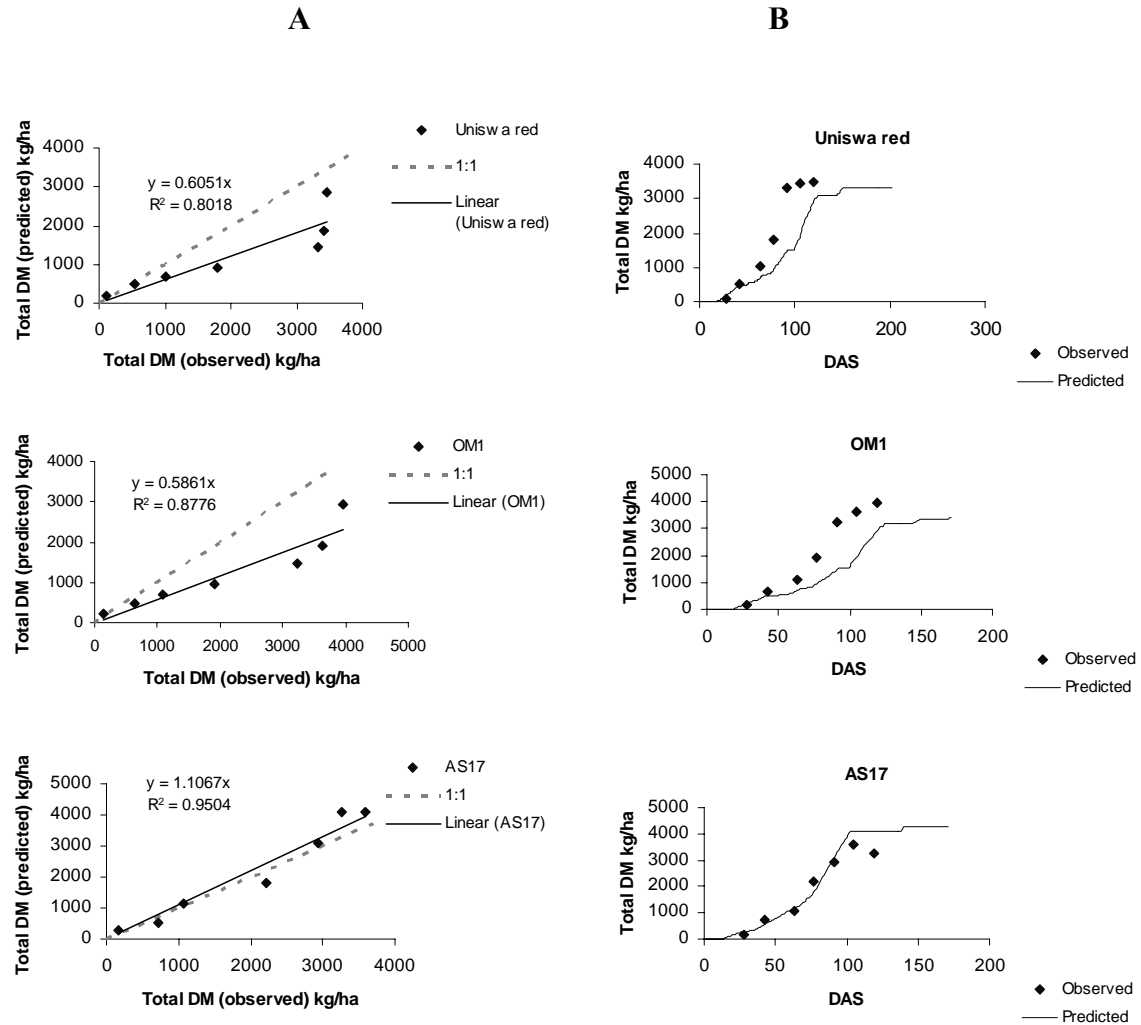 A
B
Total DM (predicted) kg/ha
4000
3000
2000
1000
0
y = 0.6051x
R² = 0.8018
0 1000 2000 3000 4000
Total DM (observed) kg/ha
Uniswa red
1:1
Linear
(Uniswa red)
Uniswa red
Total DM kg/ha
4000
3000
2000
1000
0
0 100 200 300
DAS
Observed
Predicted
Total DM (predicted) kg/ha
4000
3000
2000
1000
0
y = 0.5861x
R² = 0.8776
0 1000 2000 3000 4000 5000
Total DM (observed) kg/ha
OM1
1:1
Linear (OM1)
OM1
Total DM kg/ha
5000
4000
3000
2000
1000
0
0 50 100 150 200
DAS
Observed
Predicted
Total DM (predicted) kg/ha
5000
4000
3000
2000
1000
0
y = 1.1067x
R² = 0.9504
0 1000 2000 3000 4000
Total DM (observed) kg/ha
AS17
1:1
Linear (AS17)
AS17
Total DM kg/ha
5000
4000
3000
2000
1000
0
0 50 100 150 200
DAS
Observed
Predicted